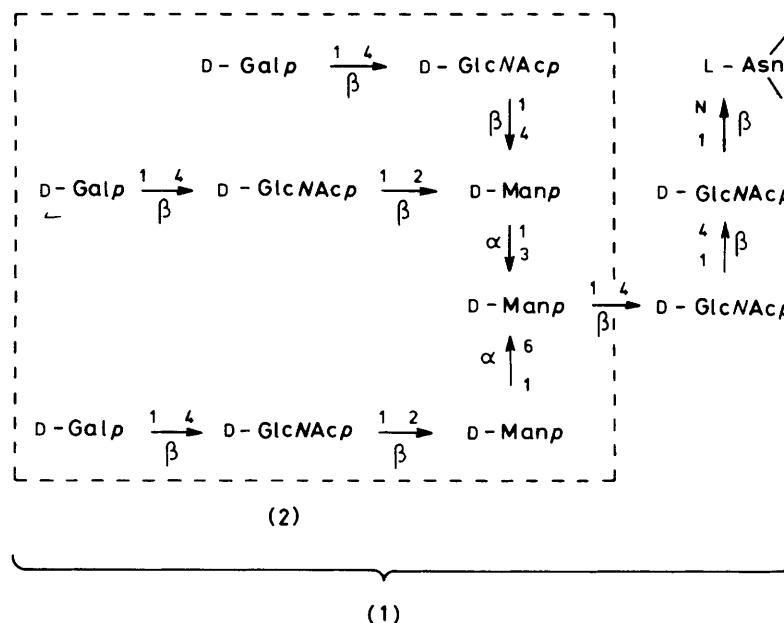 D-Galp 1 4 β D-GlcNAcp L-Asn
β 1 4 N 1 β
D-Galp 1 4 β D-GlcNAcp 1 2 β D-Manp D-GlcNAcp
α 1 3 4 1 β
D-Manp 1 4 β D-GlcNAcp
α 6 1
D-Galp 1 4 β D-GlcNAcp 1 2 β D-Manp
(2)
(1)